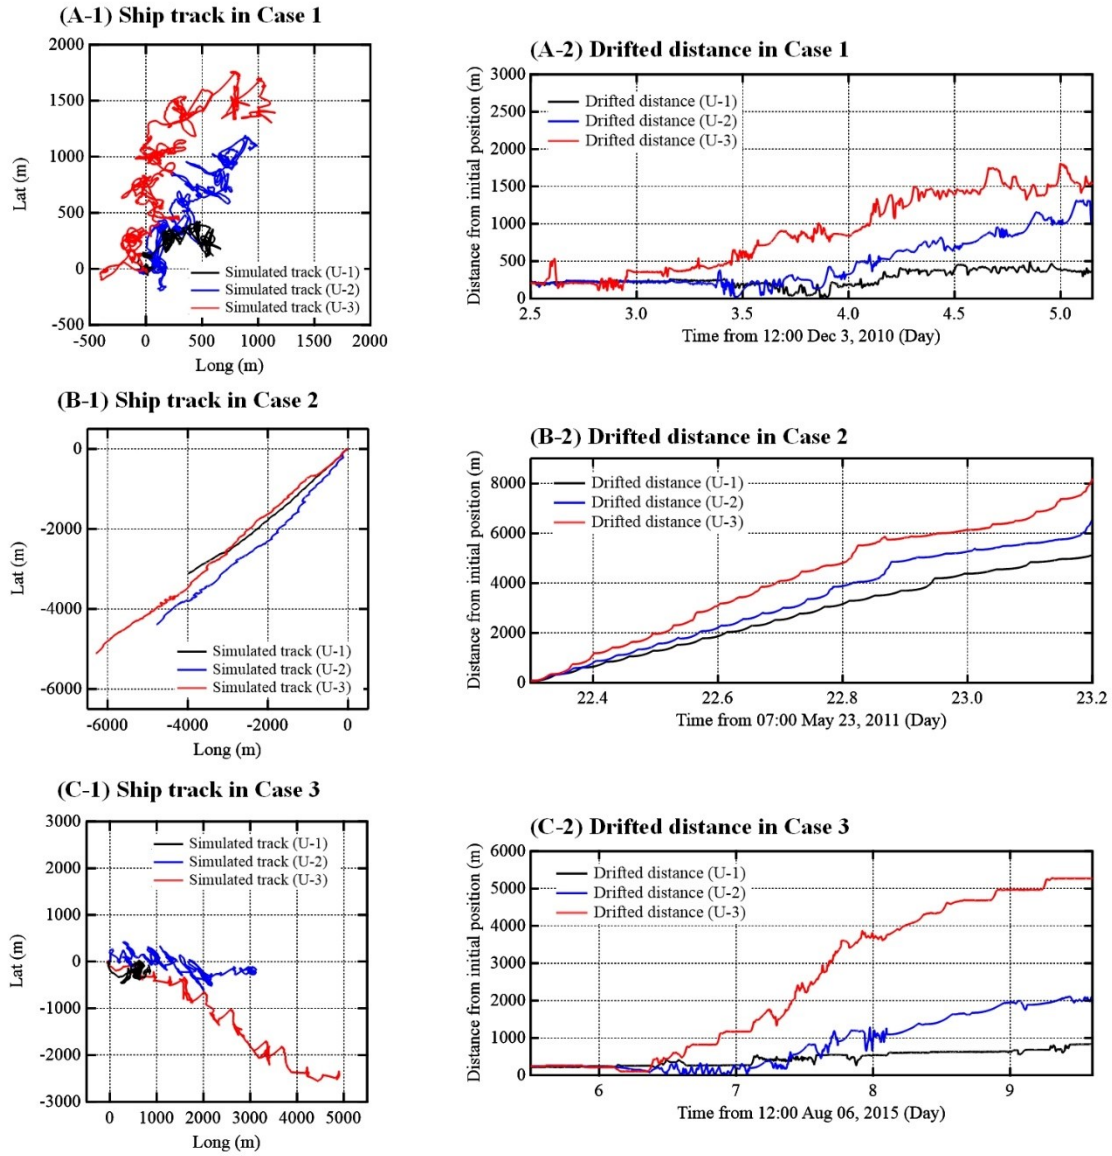 (A-1) Ship track in Case 1
2000
1500
1000
500
0
-500
-500 0 500 1000 1500 2000
Lat (m)
Long (m)
Simulated track (U-1)
Simulated track (U-2)
Simulated track (U-3)
(A-2) Drifted distance in Case 1
3000
2500
2000
1500
1000
500
0
2.5 3.0 3.5 4.0 4.5 5.0
Distance from initial position (m)
Time from 12:00 Dec 3, 2010 (Day)
Drifted distance (U-1)
Drifted distance (U-2)
Drifted distance (U-3)
(B-1) Ship track in Case 2
0
-2000
-4000
-6000
-6000 -4000 -2000 0
Lat (m)
Long (m)
Simulated track (U-1)
Simulated track (U-2)
Simulated track (U-3)
(B-2) Drifted distance in Case 2
8000
6000
4000
2000
0
22.4 22.6 22.8 23.0 23.2
Distance from initial position (m)
Time from 07:00 May 23, 2011 (Day)
Drifted distance (U-1)
Drifted distance (U-2)
Drifted distance (U-3)
(C-1) Ship track in Case 3
3000
2000
1000
0
-1000
-2000
-3000
0 1000 2000 3000 4000 5000
Lat (m)
Long (m)
Simulated track (U-1)
Simulated track (U-2)
Simulated track (U-3)
(C-2) Drifted distance in Case 3
6000
5000
4000
3000
2000
1000
0
6 7 8 9
Distance from initial position (m)
Time from 12:00 Aug 06, 2015 (Day)
Drifted distance (U-1)
Drifted distance (U-2)
Drifted distance (U-3)